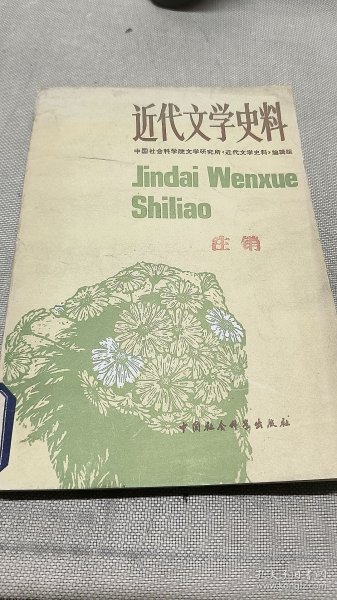 近代文学史料
中国社会科学院文学研究所《近代文学史料》编辑组
Jindai Wenxue
Shiliao
注销
中国社会科学出版社